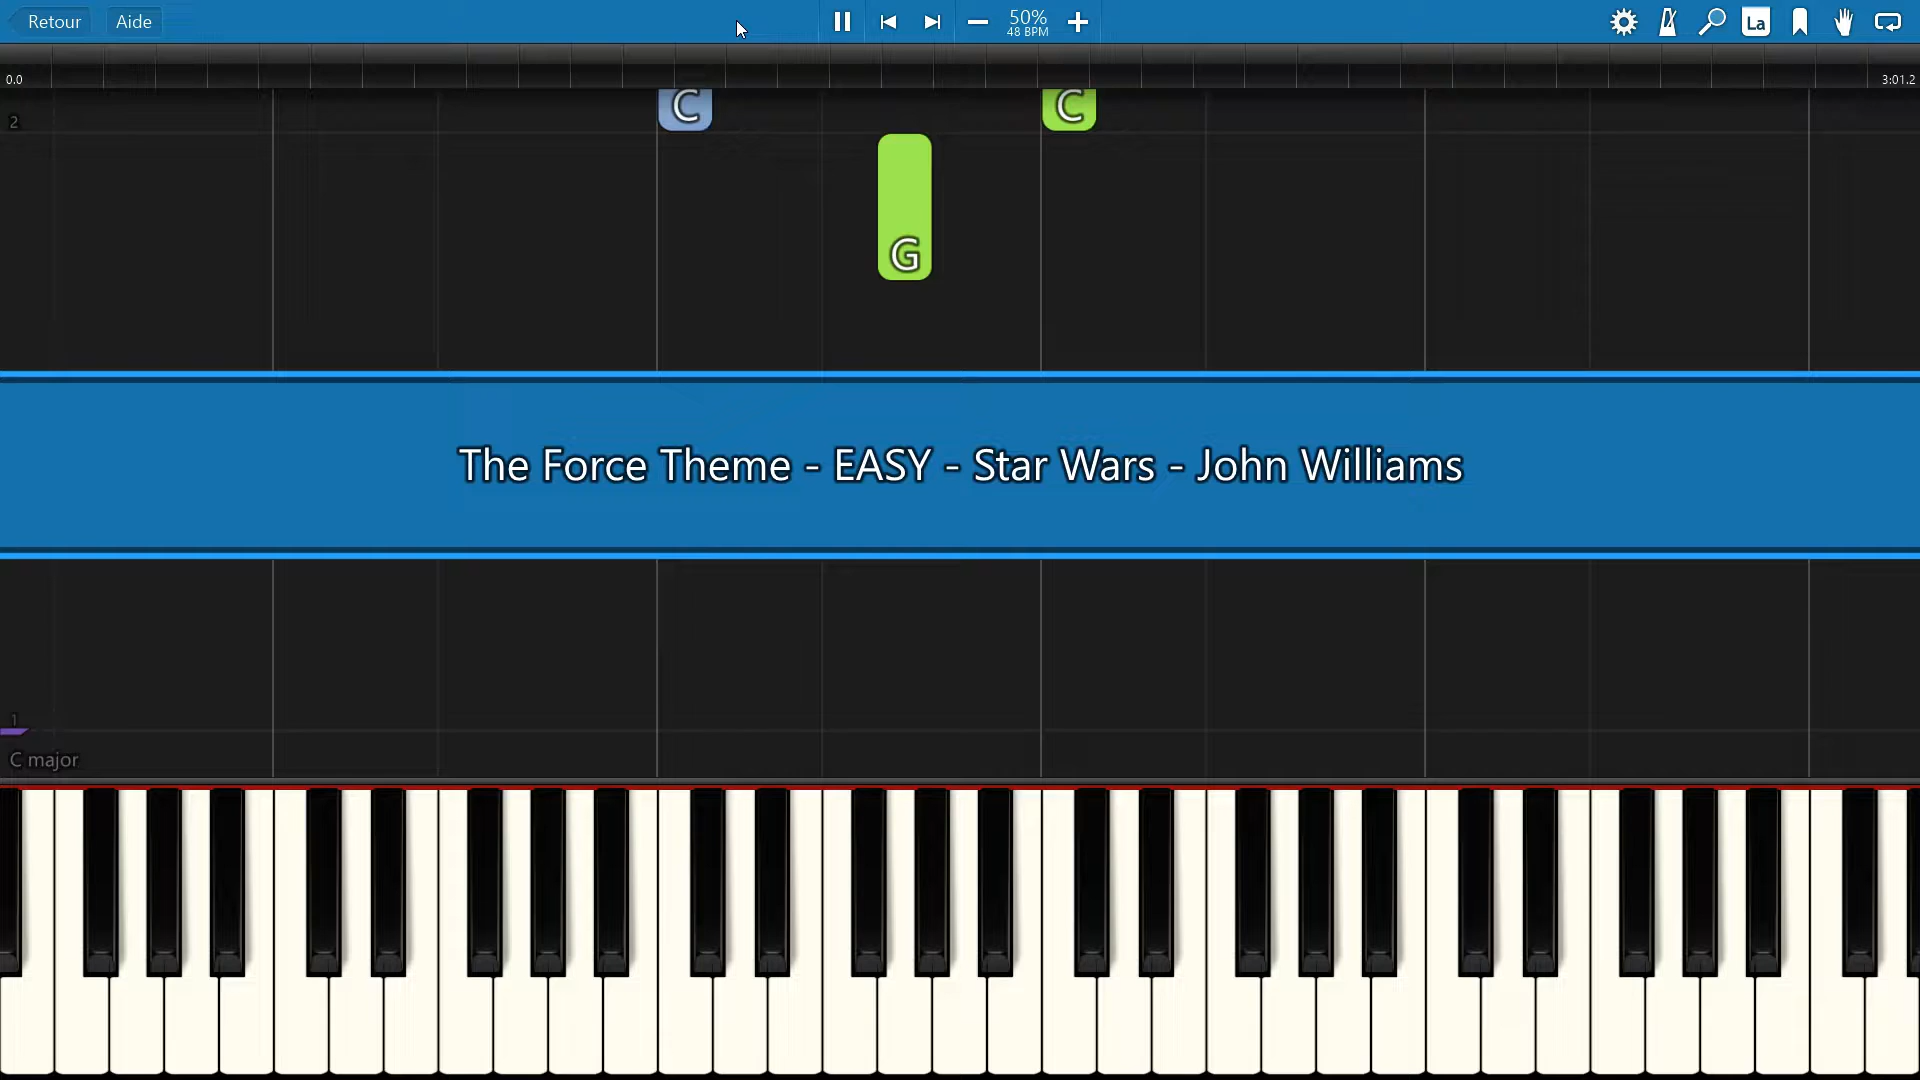 Retour Aide
50%
48 BPM
La
0.0
3:01.2
C
C
2
G
The Force Theme - EASY - Star Wars - John Williams
1
C major